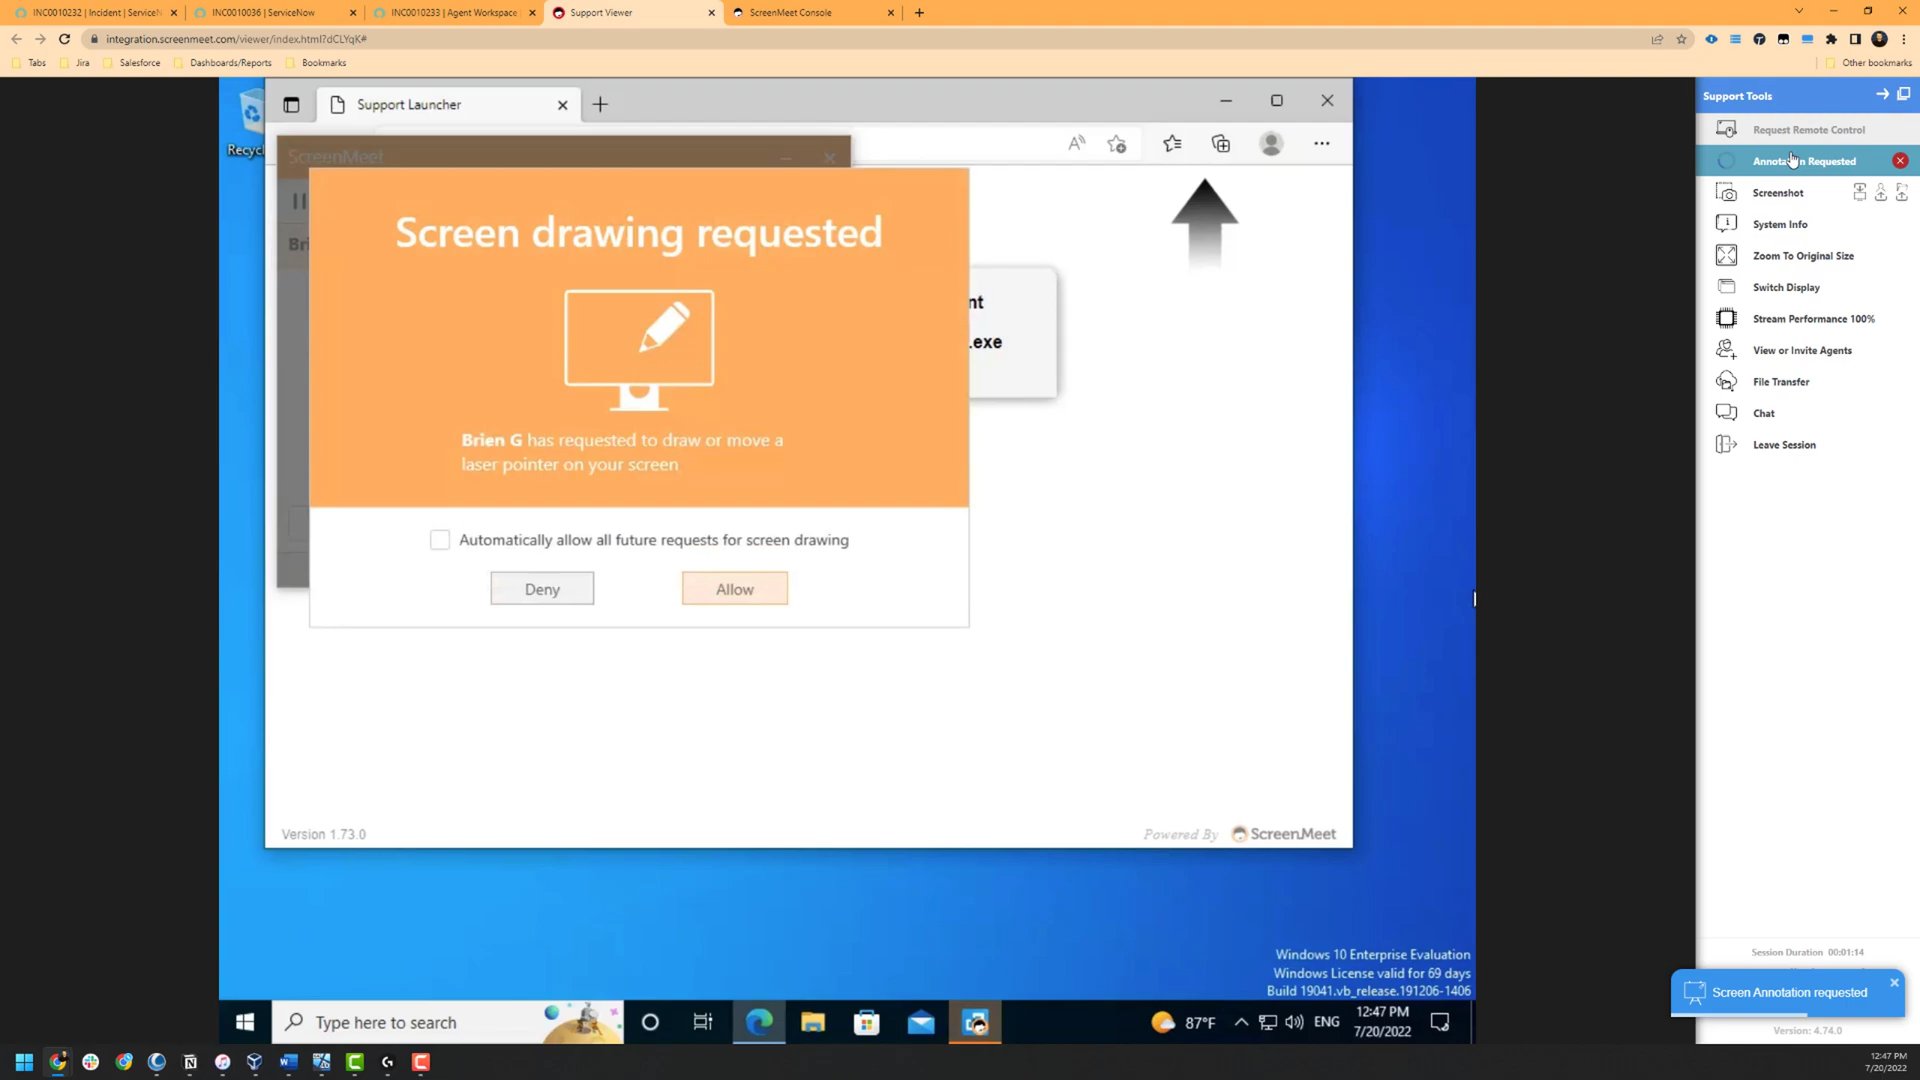 INC0010232 | Incident | ServiceN
INC0010036 | ServiceNow
INC0010233 | Agent Workspace
Support Viewer
ScreenMeet Console
integration.screenmeet.com/viewer/index.html?dCLYqK#
Tabs
Jira
Salesforce
Dashboards/Reports
Bookmarks
Other bookmarks
Support Launcher
Recycl
ScreenMeet
Bri
Screen drawing requested
Brien G has requested to draw or move a
laser pointer on your screen
Automatically allow all future requests for screen drawing
Deny
Allow
nt
.exe
Version 1.73.0
Powered By ScreenMeet
Windows 10 Enterprise Evaluation
Windows License valid for 69 days
Build 19041.vb_release.191206-1406
Type here to search
87°F
ENG
12:47 PM
7/20/2022
Support Tools
Request Remote Control
Annotation Requested
Screenshot
System Info
Zoom To Original Size
Switch Display
Stream Performance 100%
View or Invite Agents
File Transfer
Chat
Leave Session
Session Duration 00:01:14
Screen Annotation requested
Version: 4.74.0
12:47 PM
7/20/2022